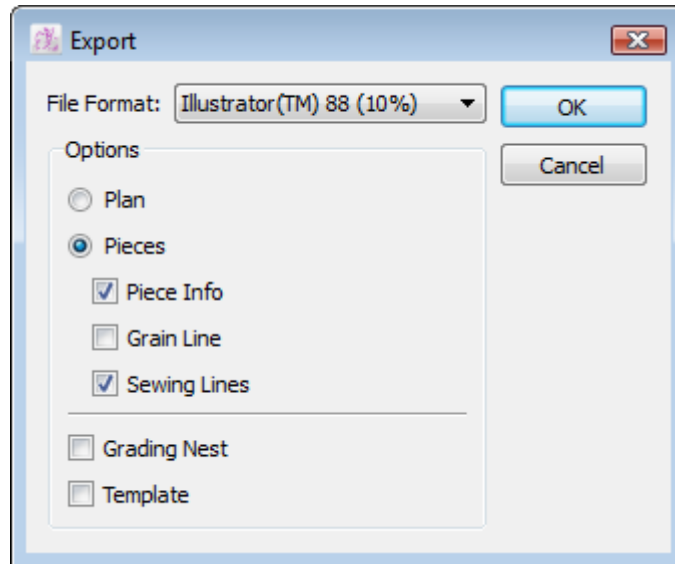 Export
File Format: Illustrator(TM) 88 (10%) OK
Options Cancel
Plan
Pieces
Piece Info
Grain Line
Sewing Lines
Grading Nest
Template